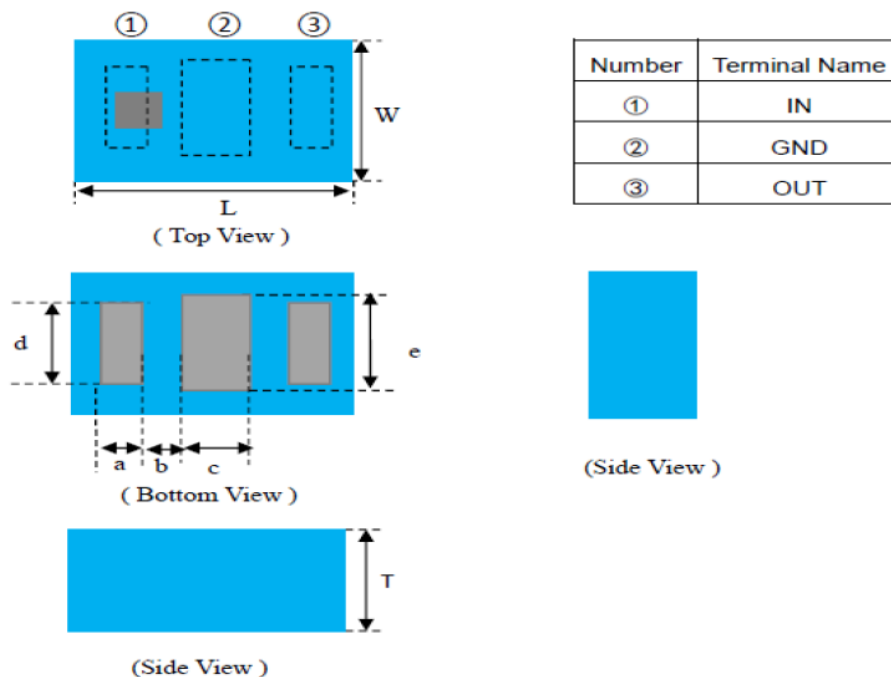 ① ② ③
W
L
( Top View )
Number Terminal Name
① IN
② GND
③ OUT
d
e
a b c
( Bottom View )
(Side View )
T
(Side View )